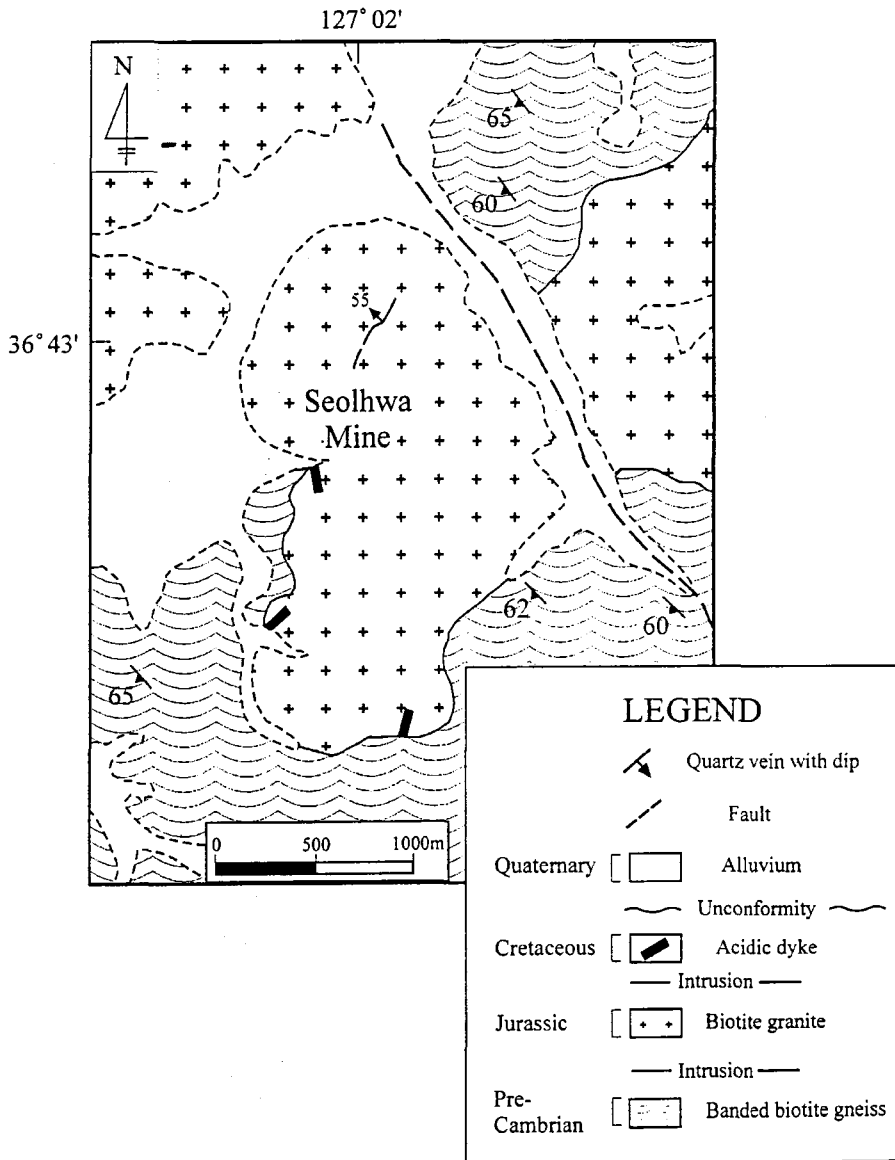 127° 02'
N
65
60
55
36° 43'
Seolhwa
Mine
62
60
65
0 500 1000m
LEGEND
Quartz vein with dip
Fault
Quaternary Alluvium
Unconformity
Cretaceous Acidic dyke
Intrusion
Jurassic Biotite granite
Intrusion
Pre-
Cambrian Banded biotite gneiss